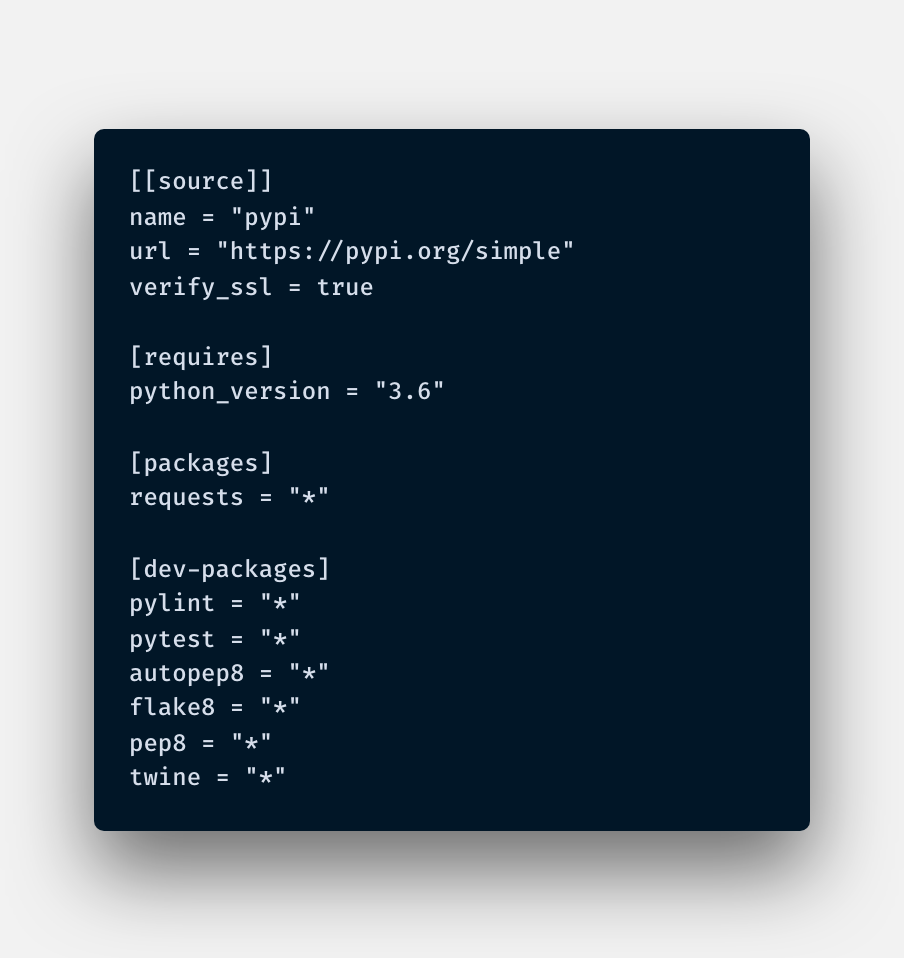 [[source]]
name = "pypi"
url = "https://pypi.org/simple"
verify_ssl = true
[requires]
python_version = "3.6"
[packages]
requests = "*"
[dev-packages]
pylint = "*"
pytest = "*"
autopep8 = "*"
flake8 = "*"
pep8 = "*"
twine = "*"